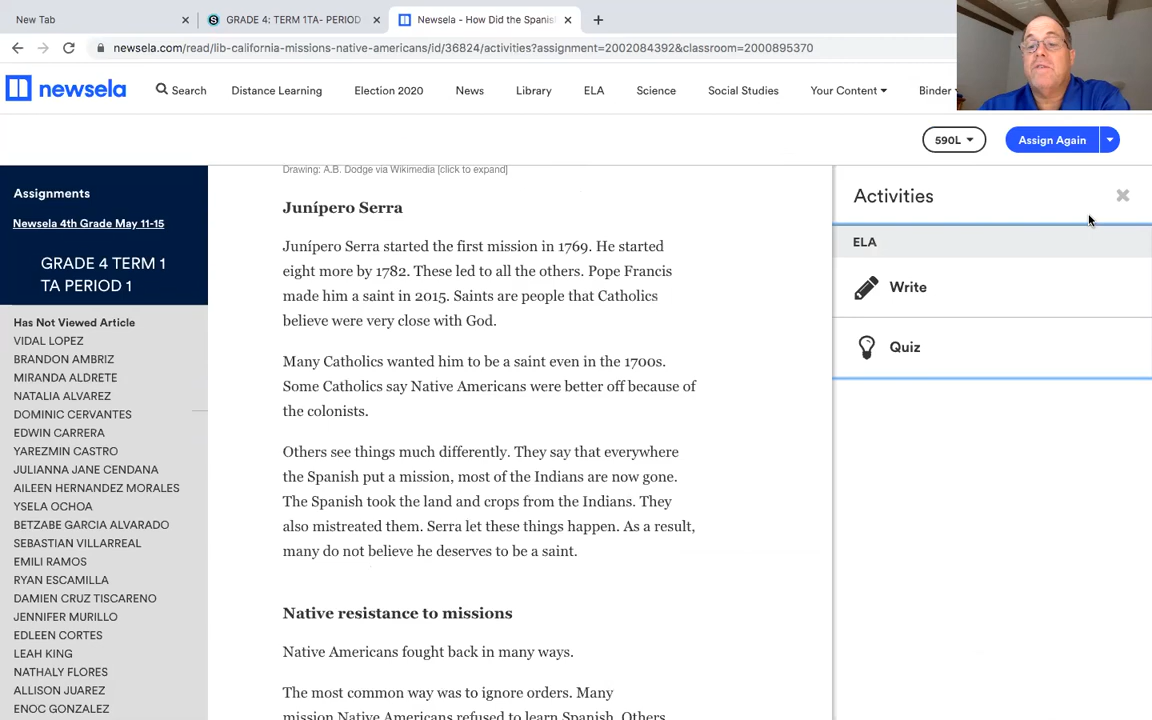 New Tab
GRADE 4: TERM 1TA- PERIOD
Newsela - How Did the Spanis
newsela.com/read/lib-california-missions-native-americans/id/36824/activities?assignment=2002084392&classroom=2000895370
newsela
Search
Distance Learning
Election 2020
News
Library
ELA
Science
Social Studies
Your Content
Binder
590L
Assign Again
Assignments
Newsela 4th Grade May 11-15
GRADE 4 TERM 1
TA PERIOD 1
Has Not Viewed Article
VIDAL LOPEZ
BRANDON AMBRIZ
MIRANDA ALDRETE
NATALIA ALVAREZ
DOMINIC CERVANTES
EDWIN CARRERA
YAREZMIN CASTRO
JULIANNA JANE CENDANA
AILEEN HERNANDEZ MORALES
YSELA OCHOA
BETZABE GARCIA ALVARADO
SEBASTIAN VILLARREAL
EMILI RAMOS
RYAN ESCAMILLA
DAMIEN CRUZ TISCARENO
JENNIFER MURILLO
EDLEEN CORTES
LEAH KING
NATHALY FLORES
ALLISON JUAREZ
ENOC GONZALEZ
Drawing: A.B. Dodge via Wikimedia [click to expand]
Junípero Serra
Junípero Serra started the first mission in 1769. He started
eight more by 1782. These led to all the others. Pope Francis
made him a saint in 2015. Saints are people that Catholics
believe were very close with God.
Many Catholics wanted him to be a saint even in the 1700s.
Some Catholics say Native Americans were better off because of
the colonists.
Others see things much differently. They say that everywhere
the Spanish put a mission, most of the Indians are now gone.
The Spanish took the land and crops from the Indians. They
also mistreated them. Serra let these things happen. As a result,
many do not believe he deserves to be a saint.
Native resistance to missions
Native Americans fought back in many ways.
The most common way was to ignore orders. Many
mission Native Americans refused to learn Spanish. Others
Activities
ELA
Write
Quiz